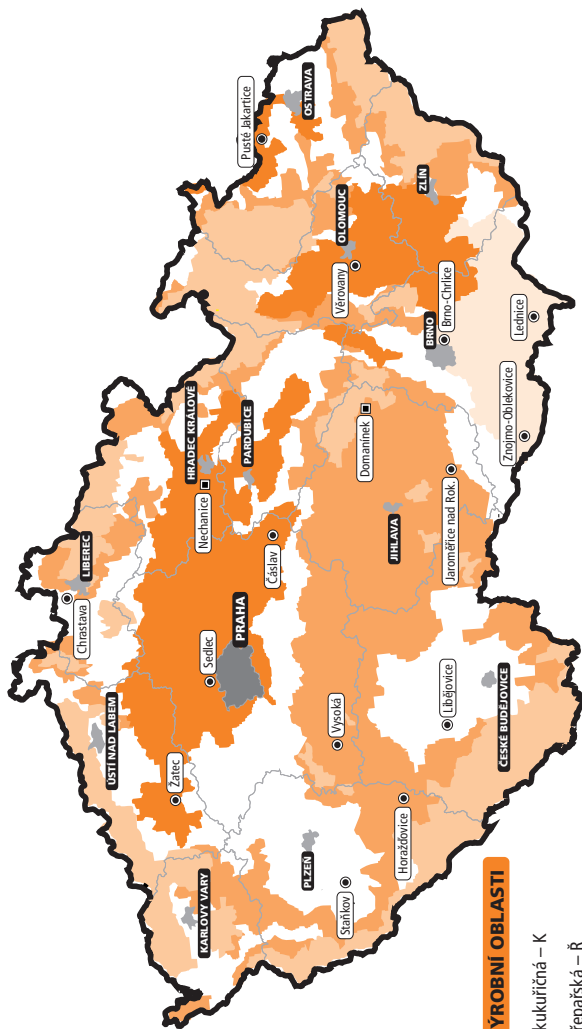 Pusté Jakartice
OSTRAVA
OLOMOUC
ZLÍN
Věrovany
BRNO
Brno-Chrlice
Lednice
Znojmo-Oblekovice
HRADEC KRÁLOVÉ
PARDUBICE
Nechanice
Domanínek
Čáslav
JIHLAVA
Jaroměřice nad Rok.
LIBEREC
Chrastava
PRAHA
Sedlec
ÚSTÍ NAD LABEM
Žatec
Vysoká
Libějovice
ČESKÉ BUDĚJOVICE
KARLOVY VARY
PLZEŇ
Staňkov
Horažďovice
ÝROBNÍ OBLASTI
kukuřičná – K
řepařská – Ř